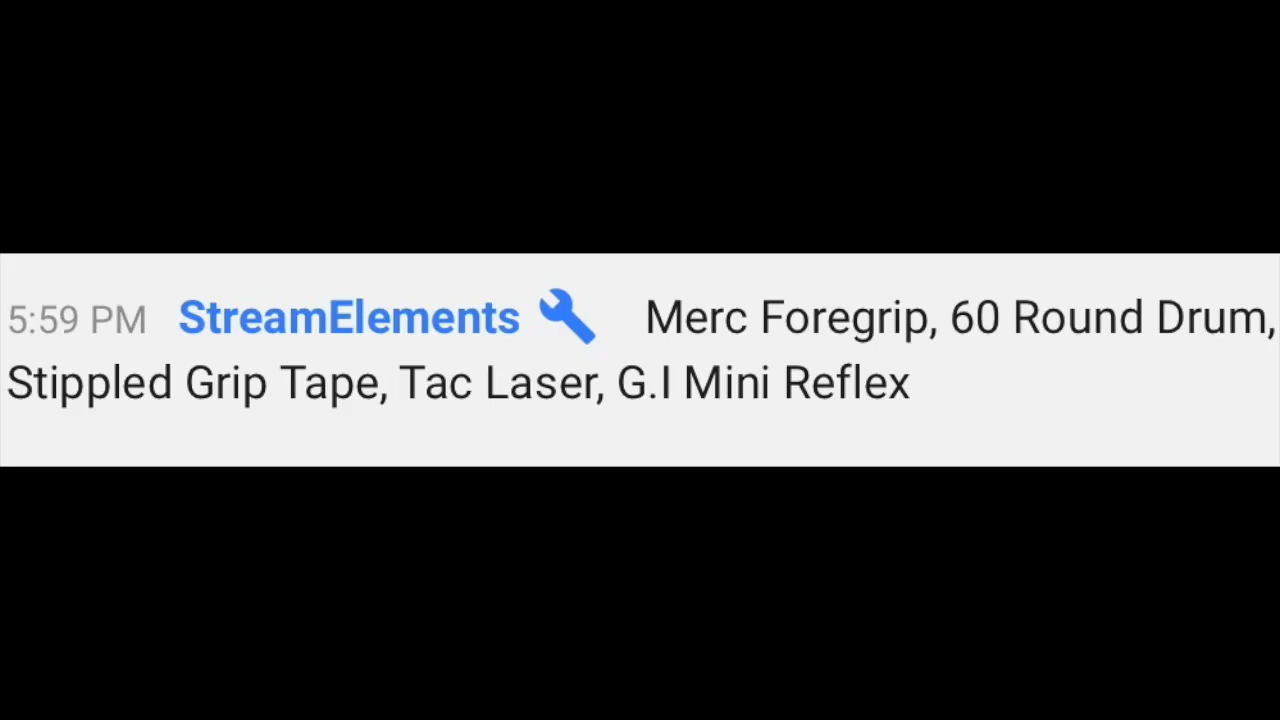 5:59 PM StreamElements Merc Foregrip, 60 Round Drum,
Stippled Grip Tape, Tac Laser, G.I Mini Reflex